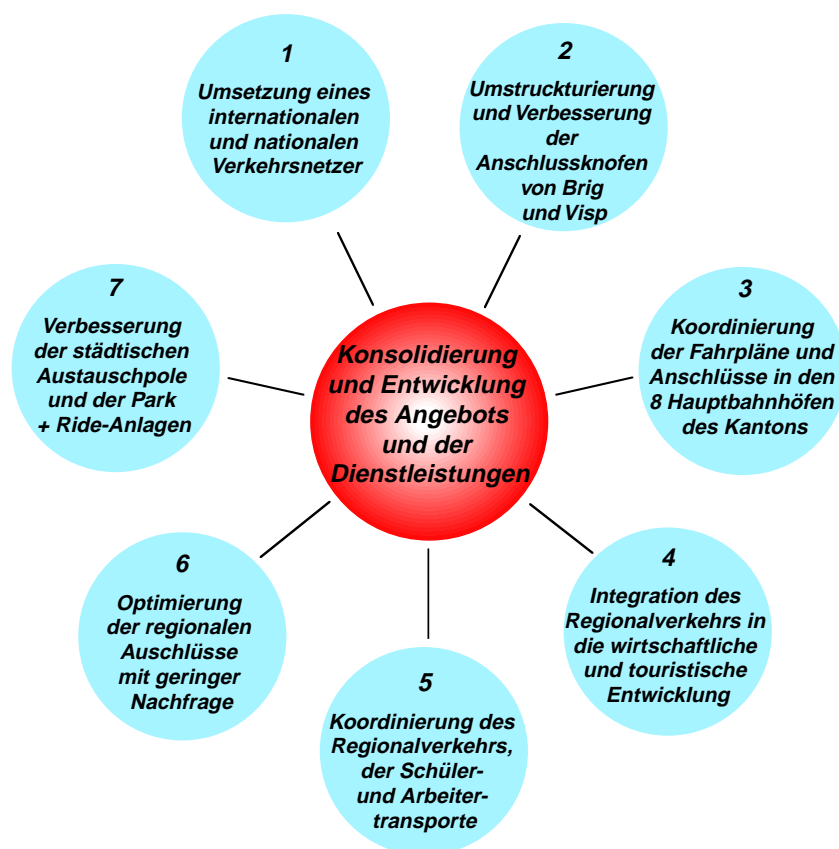 1
Umsetzung eines
internationalen
und nationalen
Verkehrsnetzer
2
Umstruckturierung
und Verbesserung
der
Anschlussknofen
von Brig
und Visp
3
Koordinierung
der Fahrpläne und
Anschlüsse in den
8 Hauptbahnhöfen
des Kantons
4
Integration des
Regionalverkehrs in
die wirtschaftliche
und touristische
Entwicklung
5
Koordinierung des
Regionalverkehrs,
der Schüler-
und Arbeiter-
transporte
6
Optimierung
der regionalen
Auschlüsse
mit geringer
Nachfrage
7
Verbesserung
der städtischen
Austauschpole
und der Park
+ Ride-Anlagen
Konsolidierung
und Entwicklung
des Angebots
und der
Dienstleistungen